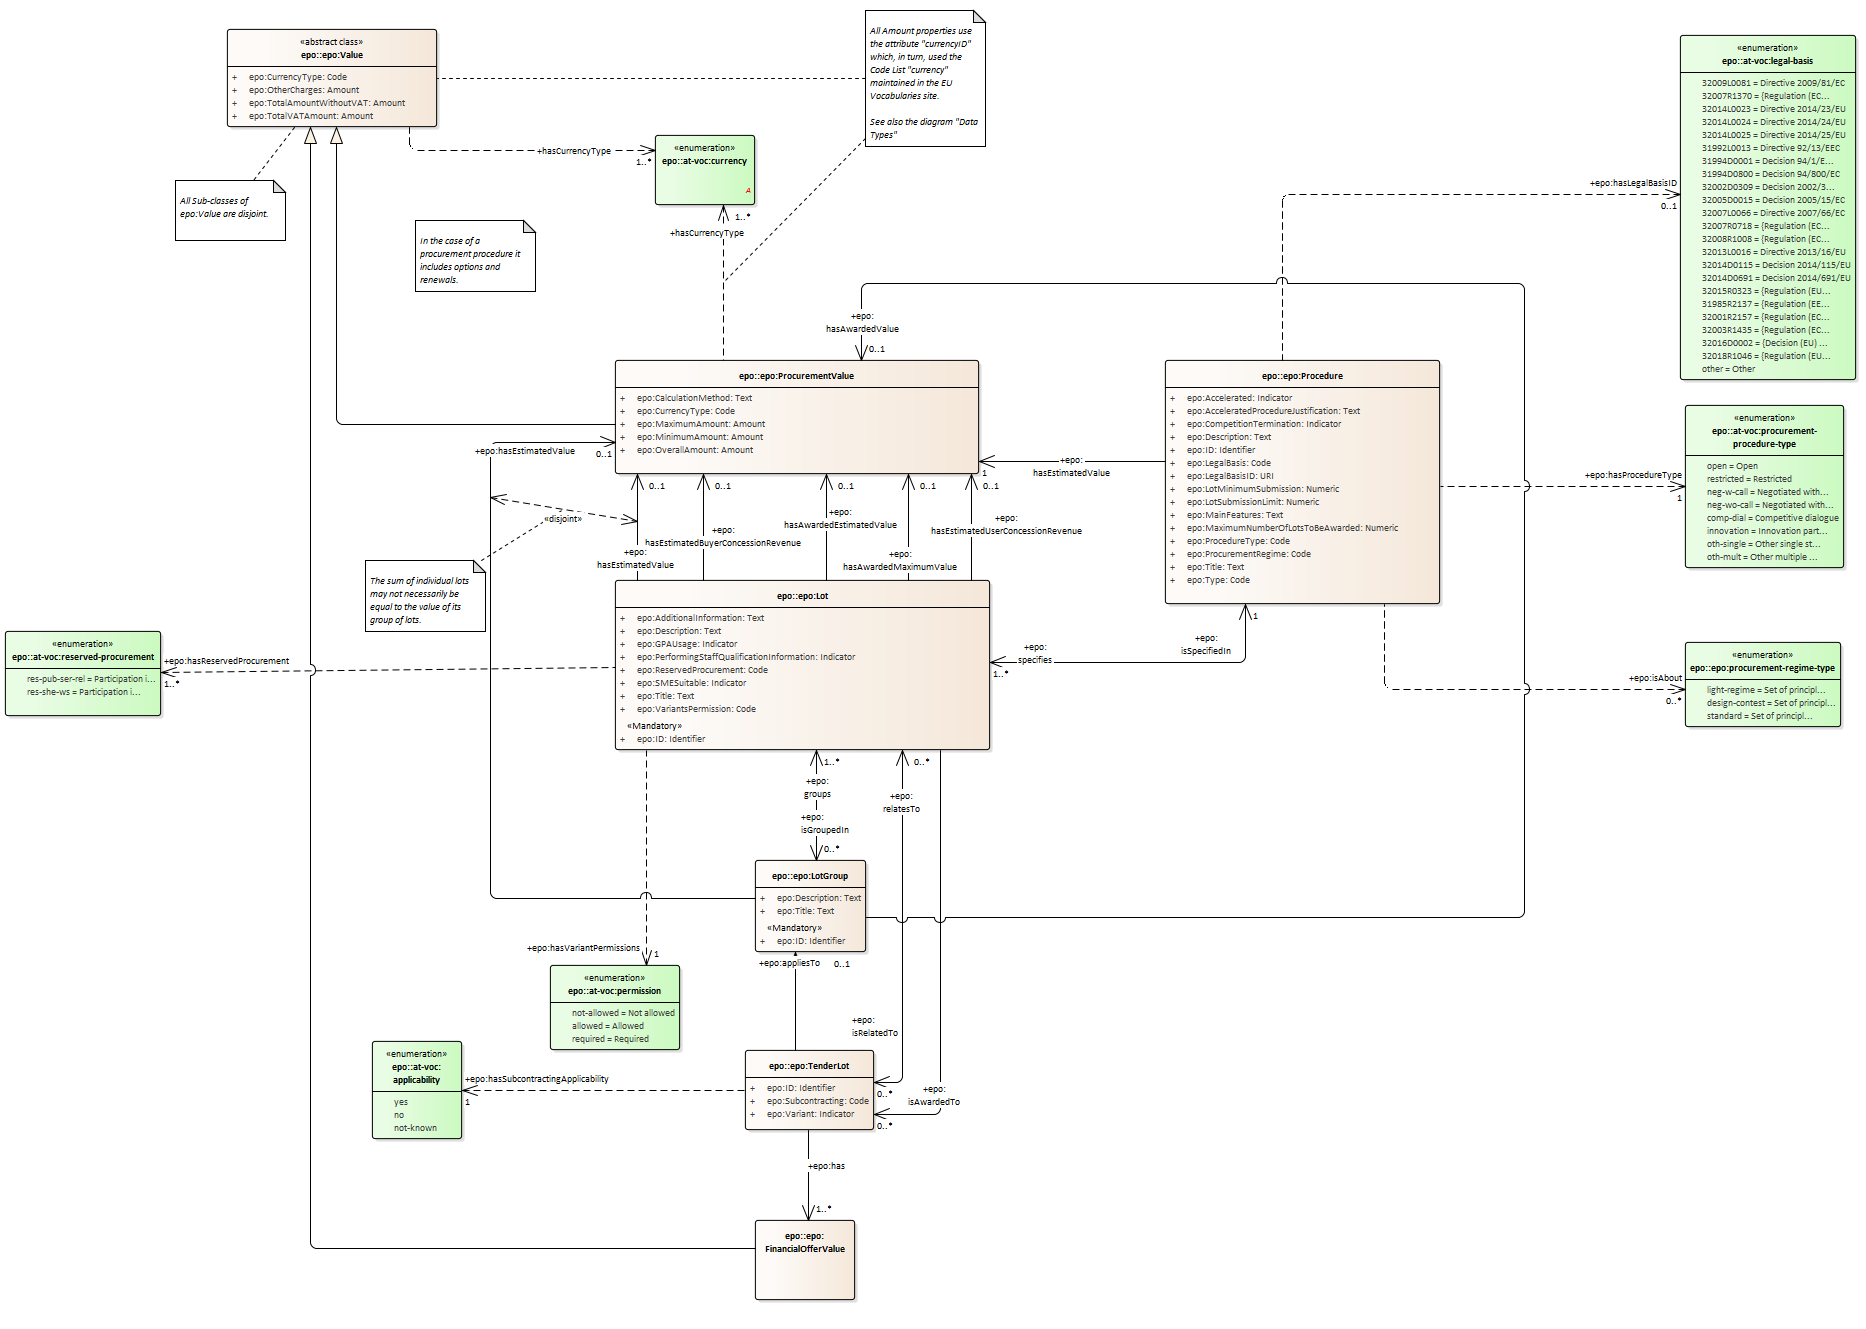 «abstract class»
epo::epo:Value
+ epo:CurrencyType: Code
+ epo:OtherCharges: Amount
+ epo:TotalAmountWithoutVAT: Amount
+ epo:TotalVATAmount: Amount
All Amount properties use
the attribute "currencyID"
which, in turn, used the
Code List "currency"
maintained in the EU
Vocabularies site.
See also the diagram "Data
Types"
«enumeration»
epo::at-voc:legal-basis
32009L0081 = Directive 2009/81/EC
32007R1370 = {Regulation (EC...
32014L0023 = Directive 2014/23/EU
32014L0024 = Directive 2014/24/EU
32014L0025 = Directive 2014/25/EU
31992L0013 = Directive 92/13/EEC
31994D0001 = Decision 94/1/E...
31994D0800 = Decision 94/800/EC
32002D0309 = Decision 2002/3...
32005D0015 = Decision 2005/15/EC
32007L0066 = Directive 2007/66/EC
32007R0718 = {Regulation (EC...
32008R1008 = {Regulation (EC...
32013L0016 = Directive 2013/16/EU
32014D0115 = Decision 2014/115/EU
32014D0691 = Decision 2014/691/EU
32015R0323 = {Regulation (EU...
31985R2137 = {Regulation (EE...
32001R2157 = {Regulation (EC...
32003R1435 = {Regulation (EC...
32016D0002 = {Decision (EU) ...
32018R1046 = {Regulation (EU...
other = Other
+hasCurrencyType
1..*
«enumeration»
epo::at-voc:currency
A
All Sub-classes of
epo:Value are disjoint.
In the case of a
procurement procedure it
includes options and
renewals.
1..*
+hasCurrencyType
+epo:hasLegalBasisID
0..1
+epo:
hasAwardedValue
0..1
epo::epo:ProcurementValue
+ epo:CalculationMethod: Text
+ epo:CurrencyType: Code
+ epo:MaximumAmount: Amount
+ epo:MinimumAmount: Amount
+ epo:OverallAmount: Amount
epo::epo:Procedure
+ epo:Accelerated: Indicator
+ epo:AcceleratedProcedureJustification: Text
+ epo:CompetitionTermination: Indicator
+ epo:Description: Text
+ epo:ID: Identifier
+ epo:LegalBasis: Code
+ epo:LegalBasisID: URI
+ epo:LotMinimumSubmission: Numeric
+ epo:LotSubmissionLimit: Numeric
+ epo:MainFeatures: Text
+ epo:MaximumNumberOfLotsToBeAwarded: Numeric
+ epo:ProcedureType: Code
+ epo:ProcurementRegime: Code
+ epo:Title: Text
+ epo:Type: Code
«enumeration»
epo::at-voc:procurement-
procedure-type
open = Open
restricted = Restricted
neg-w-call = Negotiated with...
neg-wo-call = Negotiated with...
comp-dial = Competitive dialogue
innovation = Innovation part...
oth-single = Other single st...
oth-mult = Other multiple ...
+epo:hasProcedureType
1
+epo:hasEstimatedValue
0..1
+epo:
hasEstimatedValue
1
0..1
0..1
0..1
0..1
0..1
«disjoint»
+epo:
hasEstimatedValue
+epo:
hasEstimatedBuyerConcessionRevenue
+epo:
hasAwardedEstimatedValue
+epo:
hasAwardedMaximumValue
+epo:
hasEstimatedUserConcessionRevenue
The sum of individual lots
may not necessarily be
equal to the value of its
group of lots.
epo::epo:Lot
+ epo:AdditionalInformation: Text
+ epo:Description: Text
+ epo:GPAUsage: Indicator
+ epo:PerformingStaffQualificationInformation: Indicator
+ epo:ReservedProcurement: Code
+ epo:SMESuitable: Indicator
+ epo:Title: Text
+ epo:VariantsPermission: Code
«Mandatory»
+ epo:ID: Identifier
«enumeration»
epo::at-voc:reserved-procurement
res-pub-ser-rel = Participation i...
res-she-ws = Participation i...
+epo:hasReservedProcurement
1..*
+epo:
specifies
1..*
+epo:
isSpecifiedIn
1
«enumeration»
epo::epo:procurement-regime-type
light-regime = Set of principl...
design-contest = Set of principl...
standard = Set of principl...
+epo:isAbout
0..*
1..*
+epo:
groups
+epo:
isGroupedIn
0..*
0..*
+epo:
relatesTo
epo::epo:LotGroup
+ epo:Description: Text
+ epo:Title: Text
«Mandatory»
+ epo:ID: Identifier
+epo:hasVariantPermissions
1
+epo:appliesTo
0..1
«enumeration»
epo::at-voc:permission
not-allowed = Not allowed
allowed = Allowed
required = Required
+epo:
isRelatedTo
0..*
+epo:
isAwardedTo
0..*
«enumeration»
epo::at-voc:
applicability
yes
no
not-known
+epo:hasSubcontractingApplicability
1
epo::epo:TenderLot
+ epo:ID: Identifier
+ epo:Subcontracting: Code
+ epo:Variant: Indicator
+epo:has
1..*
epo::epo:
FinancialOfferValue